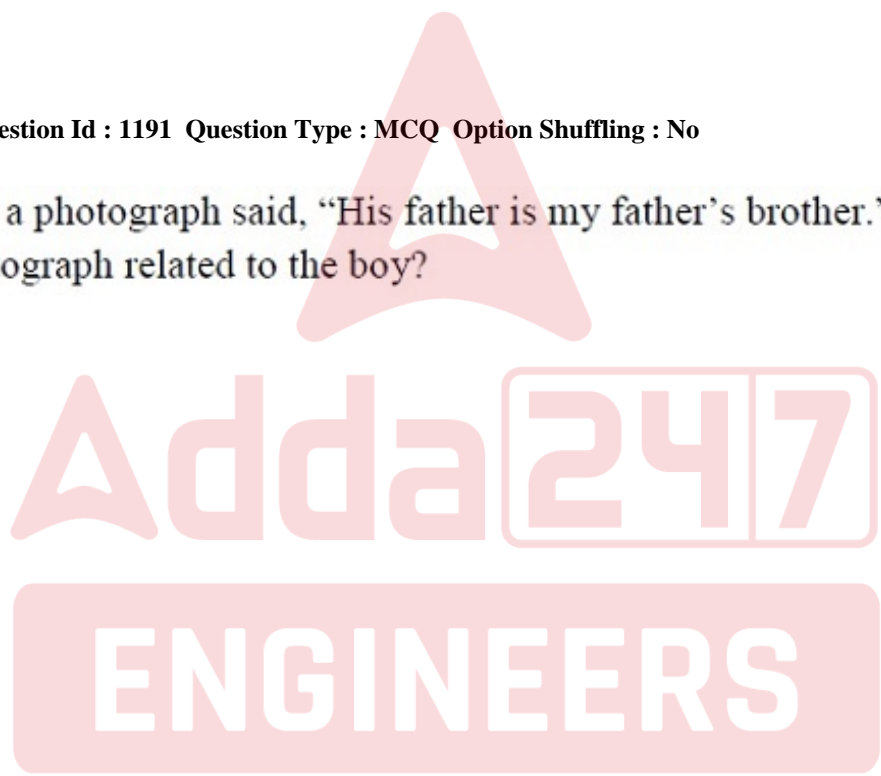 estion Id : 1191 Question Type : MCQ Option Shuffling : No
a photograph said, “His father is my father’s brother.”
ograph related to the boy?
Adda247
ENGINEERS